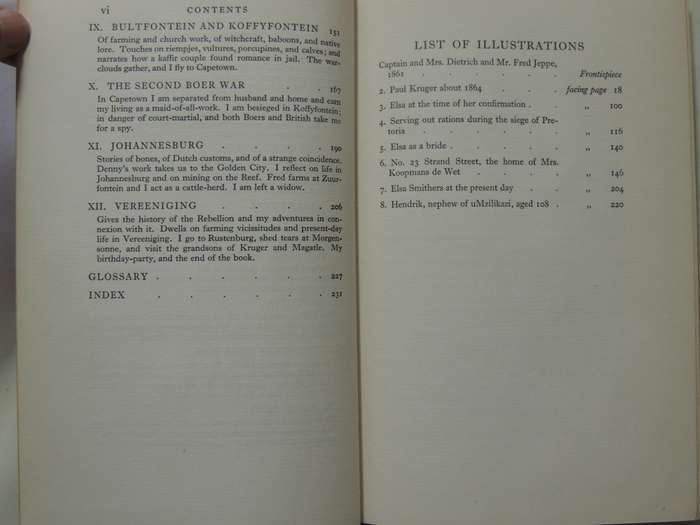 vi CONTENTS
IX. BULTFONTEIN AND KOFFYFONTEIN 151
Of farming and church work, of witchcraft, baboons, and native
lore. Touches on riempjes, vultures, porcupines, and calves; and
narrates how a kaffir couple found romance in jail. The war-
clouds gather, and I fly to Capetown.
X. THE SECOND BOER WAR . . 167
In Capetown I am separated from husband and home and earn
my living as a maid-of-all-work. I am besieged in Koffyfontein;
in danger of court-martial, and both Boers and British take me
for a spy.
XI. JOHANNESBURG . . . . 190
Stories of bones, of Dutch customs, and of a strange coincidence.
Denny's work takes us to the Golden City. I reflect on life in
Johannesburg and on mining on the Reef. Fred farms at Zuur-
fontein and I act as a cattle-herd. I am left a widow.
XII. VEREENIGING . . . . 206
Gives the history of the Rebellion and my adventures in con-
nexion with it. Dwells on farming vicissitudes and present-day
life in Vereeniging. I go to Rustenburg, shed tears at Morgen-
sonne, and visit the grandsons of Kruger and Magatle. My
birthday-party, and the end of the book.
GLOSSARY . . . . . . 227
INDEX . . . . . . 231
LIST OF ILLUSTRATIONS
Captain and Mrs. Dietrich and Mr. Fred Jeppe,
1861 . . . . . . Frontispiece
2. Paul Kruger about 1864 . . . facing page 18
3. Elsa at the time of her confirmation . . „ 100
4. Serving out rations during the siege of Pre-
toria . . . . . „ 116
5. Elsa as a bride . . . . . „ 140
6. No. 23 Strand Street, the home of Mrs.
Koopmans de Wet . . . . „ 146
7. Elsa Smithers at the present day . . „ 204
8. Hendrik, nephew of uMzilikazi, aged 108 . „ 220